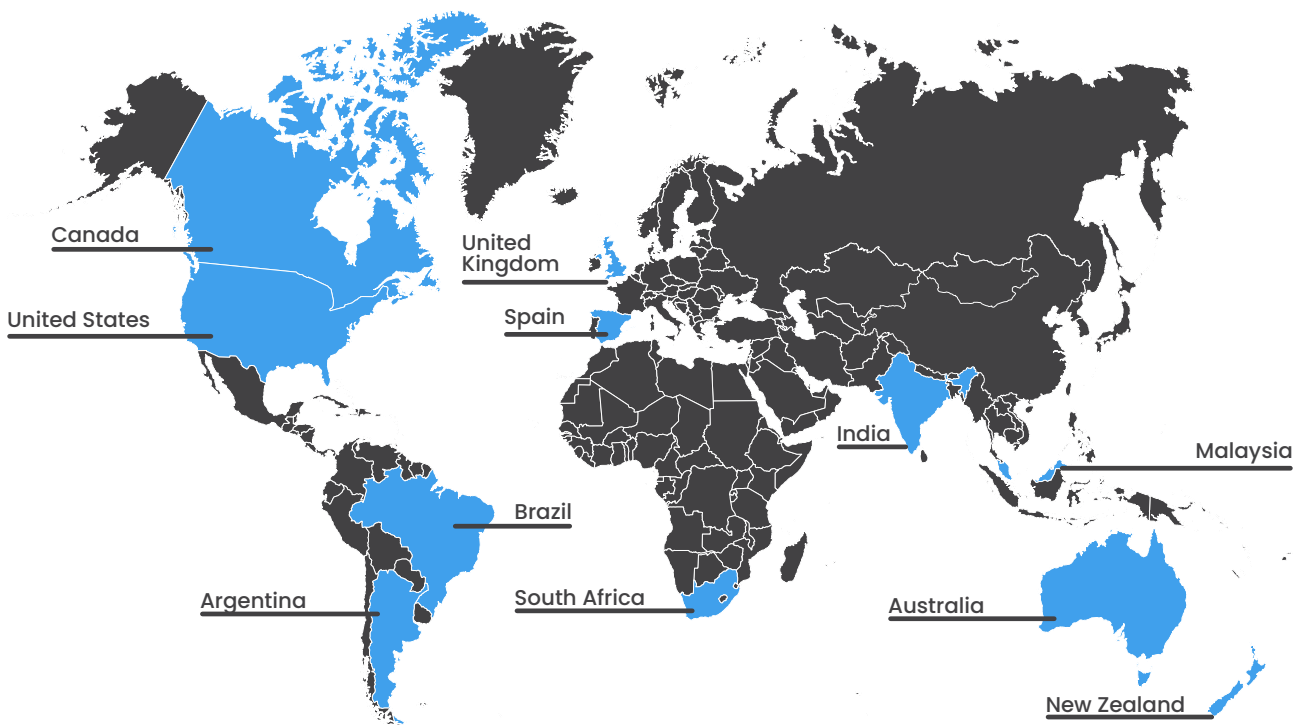 Canada
United
Kingdom
United States
Spain
India
Malaysia
Brazil
Argentina
South Africa
Australia
New Zealand